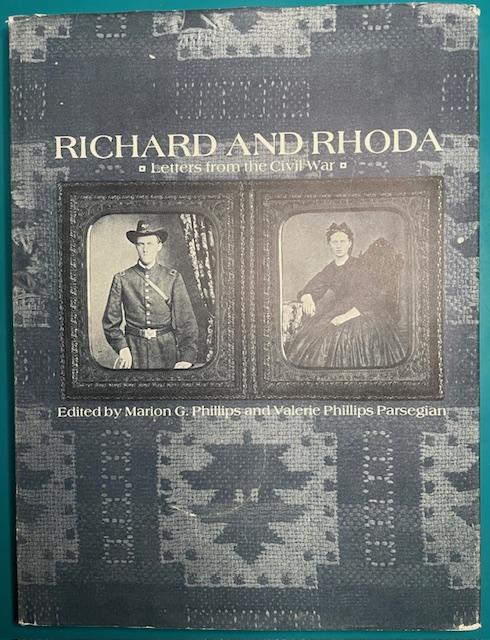 RICHARD AND RHODA
¤ Letters from the Civil War ¤
Edited by Marion G. Phillips and Valerie Phillips Parsegian